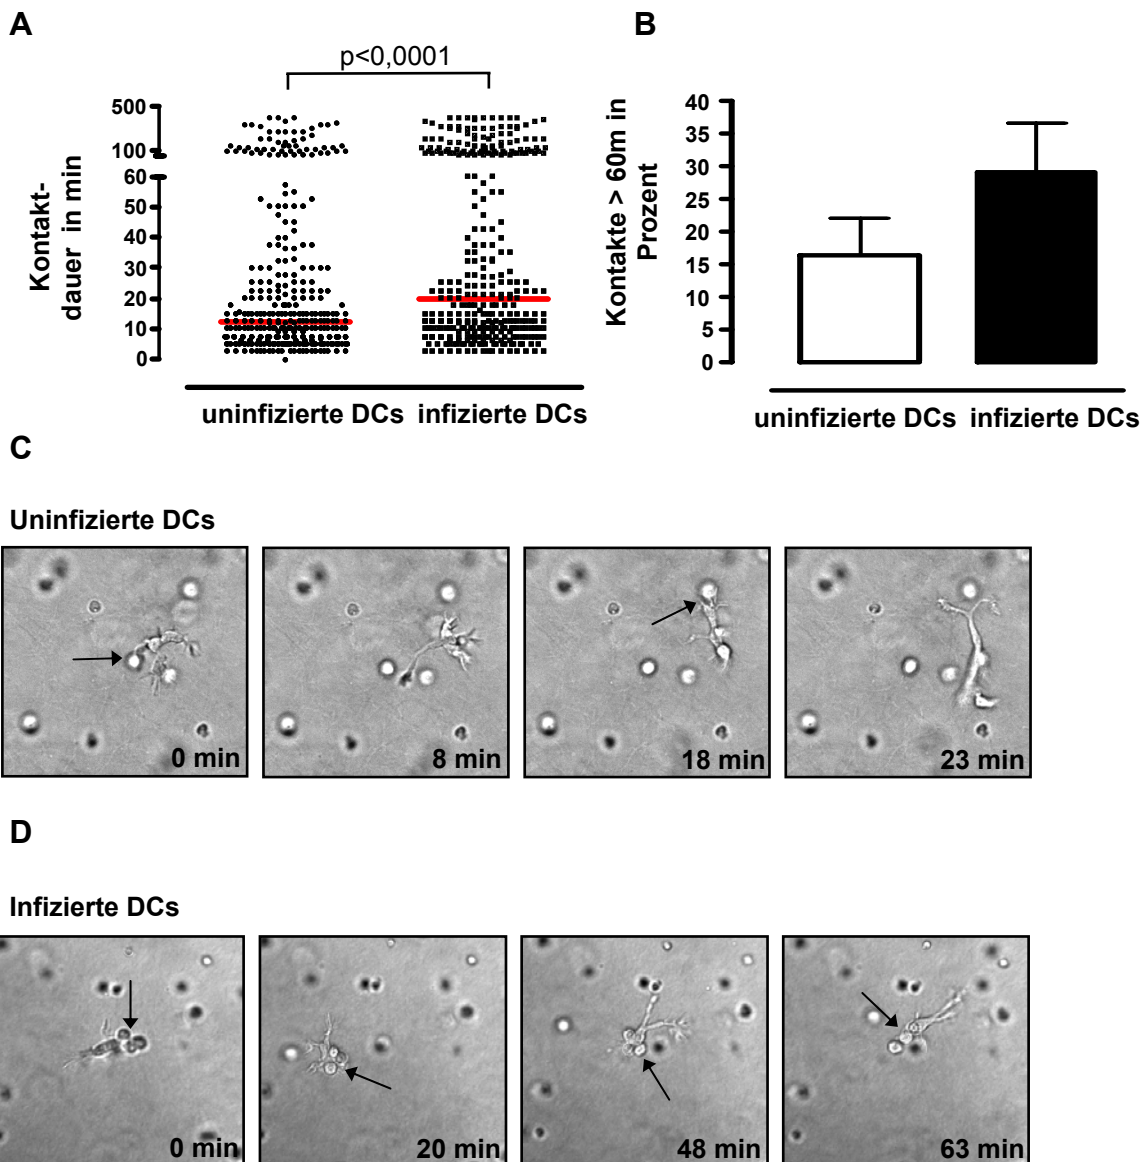 A
p<0,0001
Kontakt-
dauer in min
500
100
60
50
40
30
20
10
0
uninfizierte DCs infizierte DCs
B
Kontakte > 60m in
Prozent
40
35
30
25
20
15
10
5
0
uninfizierte DCs infizierte DCs
C
Uninfizierte DCs
0 min
8 min
18 min
23 min
D
Infizierte DCs
0 min
20 min
48 min
63 min